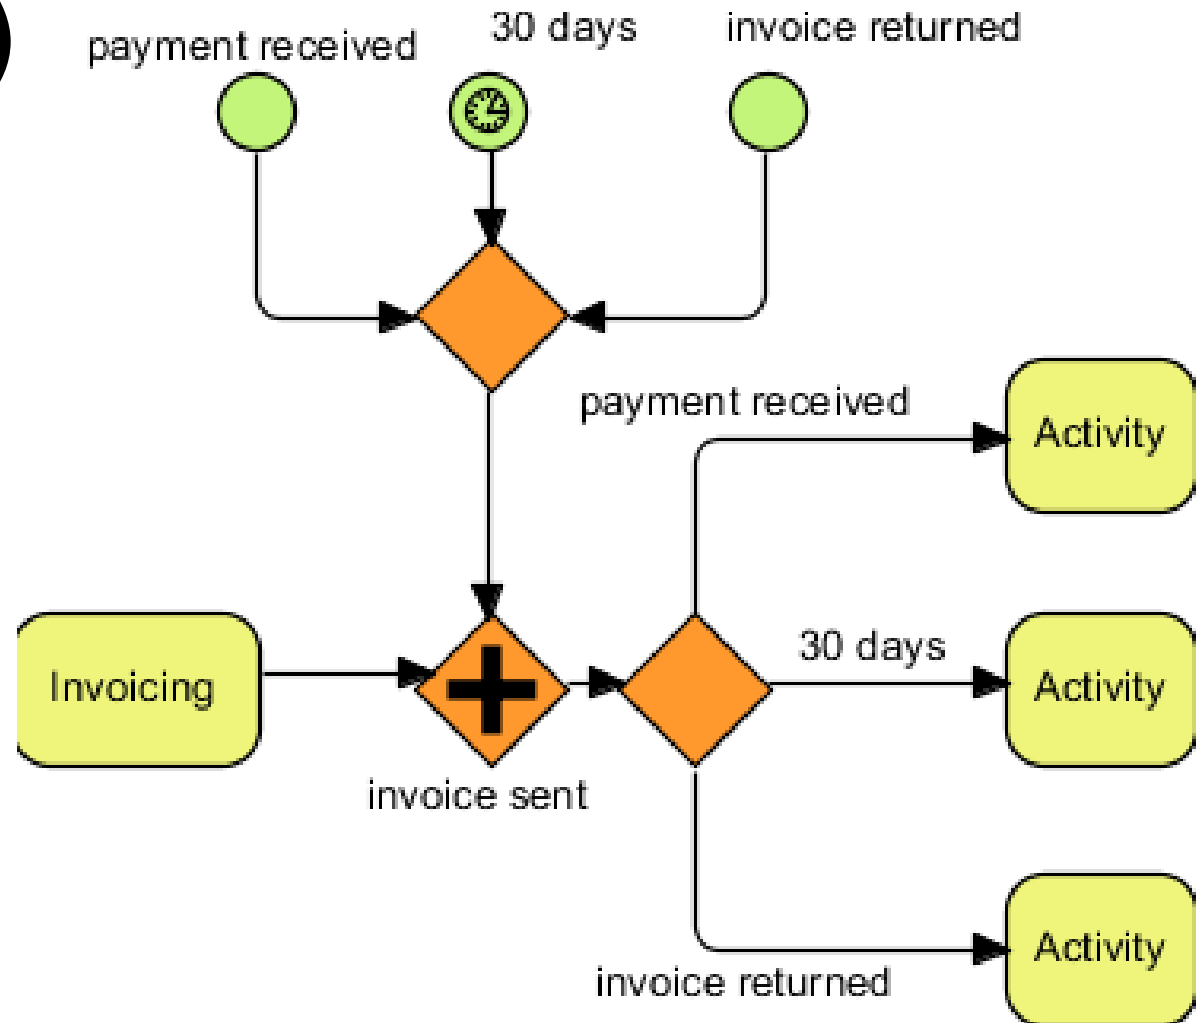 payment received
30 days
invoice returned
payment received
Activity
30 days
Invoicing
Activity
invoice sent
Activity
invoice returned